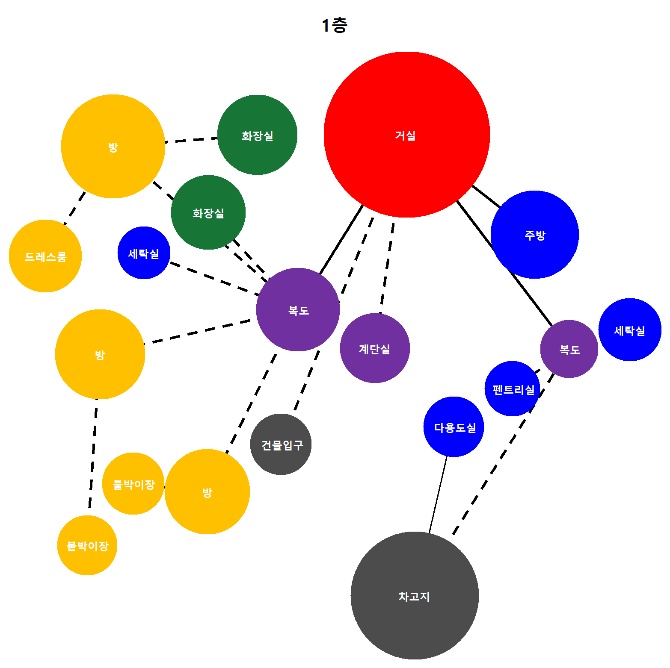 1층
거실
방
화장실
화장실
주방
드레스룸
세탁실
복도
세탁실
계단실
복도
방
펜트리실
다용도실
건물입구
붙박이장
방
붙박이장
차고지